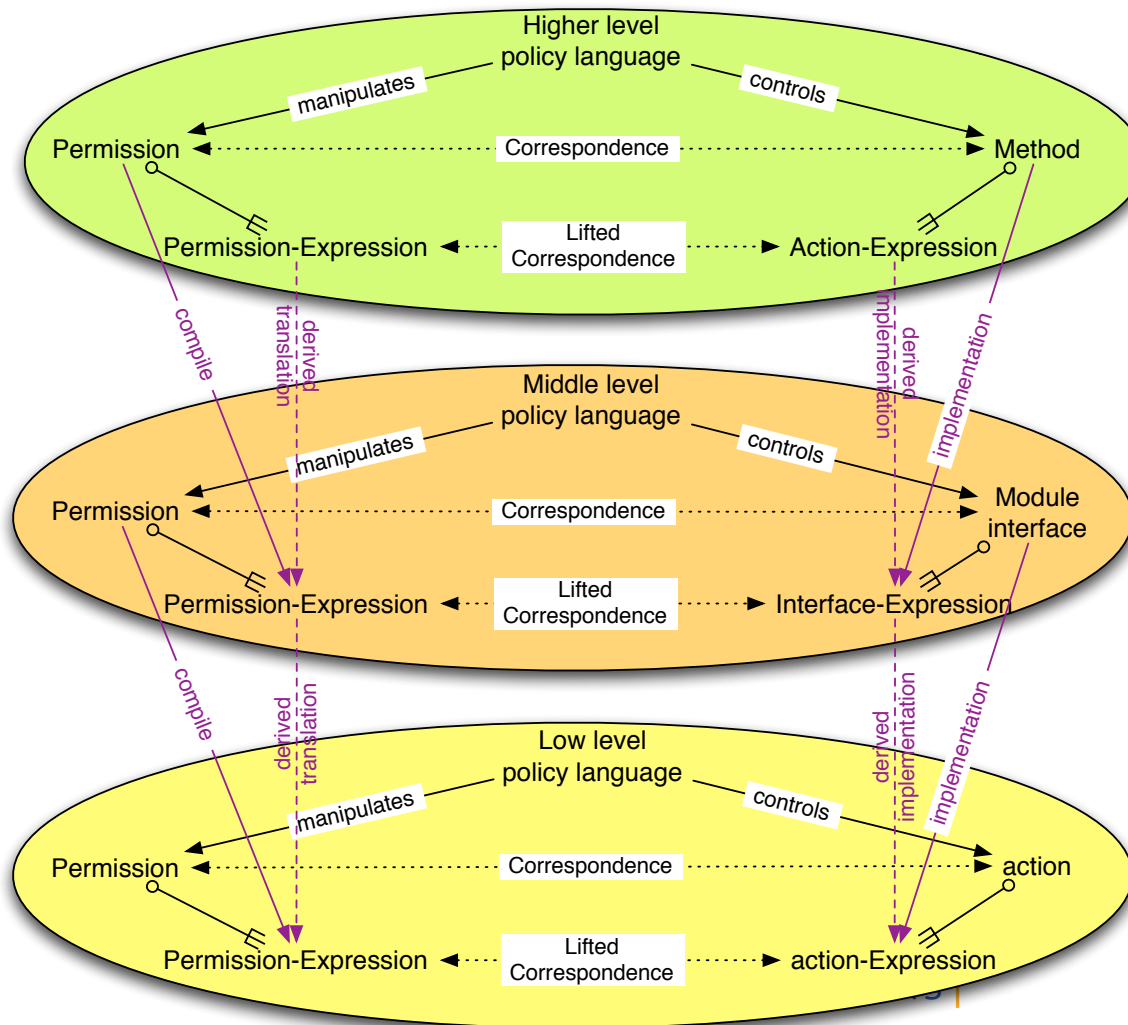 Higher level
policy language
manipulates
controls
Permission
Correspondence
Method
Permission-Expression
Lifted
Correspondence
Action-Expression
compile
derived
translation
derived
Implementation
implementation
Middle level
policy language
manipulates
controls
Permission
Correspondence
Module
interface
Permission-Expression
Lifted
Correspondence
Interface-Expression
compile
derived
translation
derived
implementation
implementation
Low level
policy language
manipulates
controls
Permission
Correspondence
action
Permission-Expression
Lifted
Correspondence
action-Expression